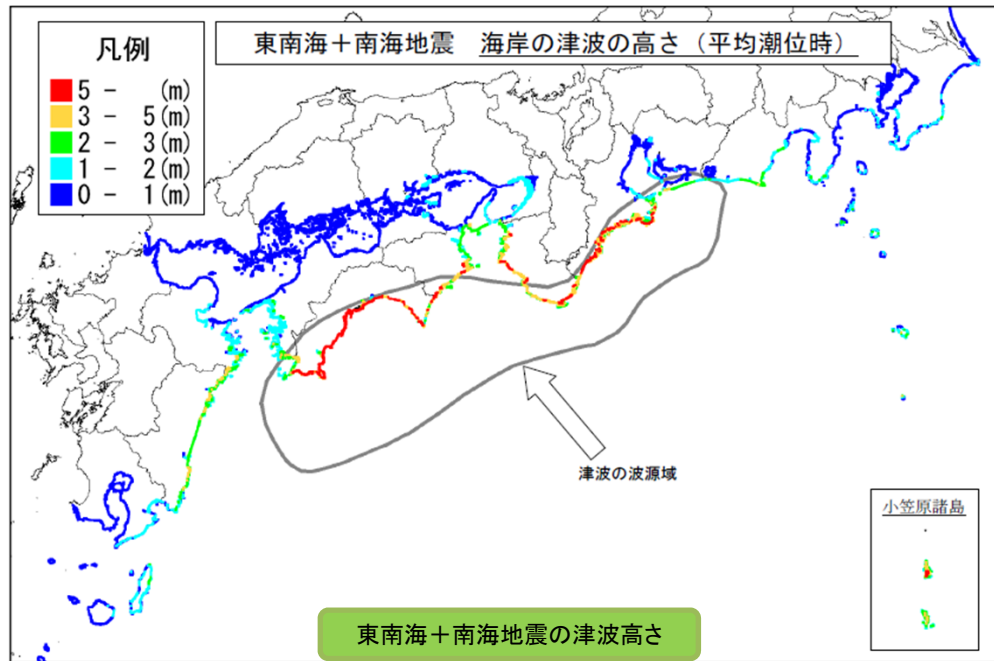 東南海＋南海地震　海岸の津波の高さ（平均潮位時）
凡例
5 −　　(m)
3 −　5(m)
2 −　3(m)
1 −　2(m)
0 −　1(m)
津波の波源域
小笠原諸島
東南海＋南海地震の津波高さ